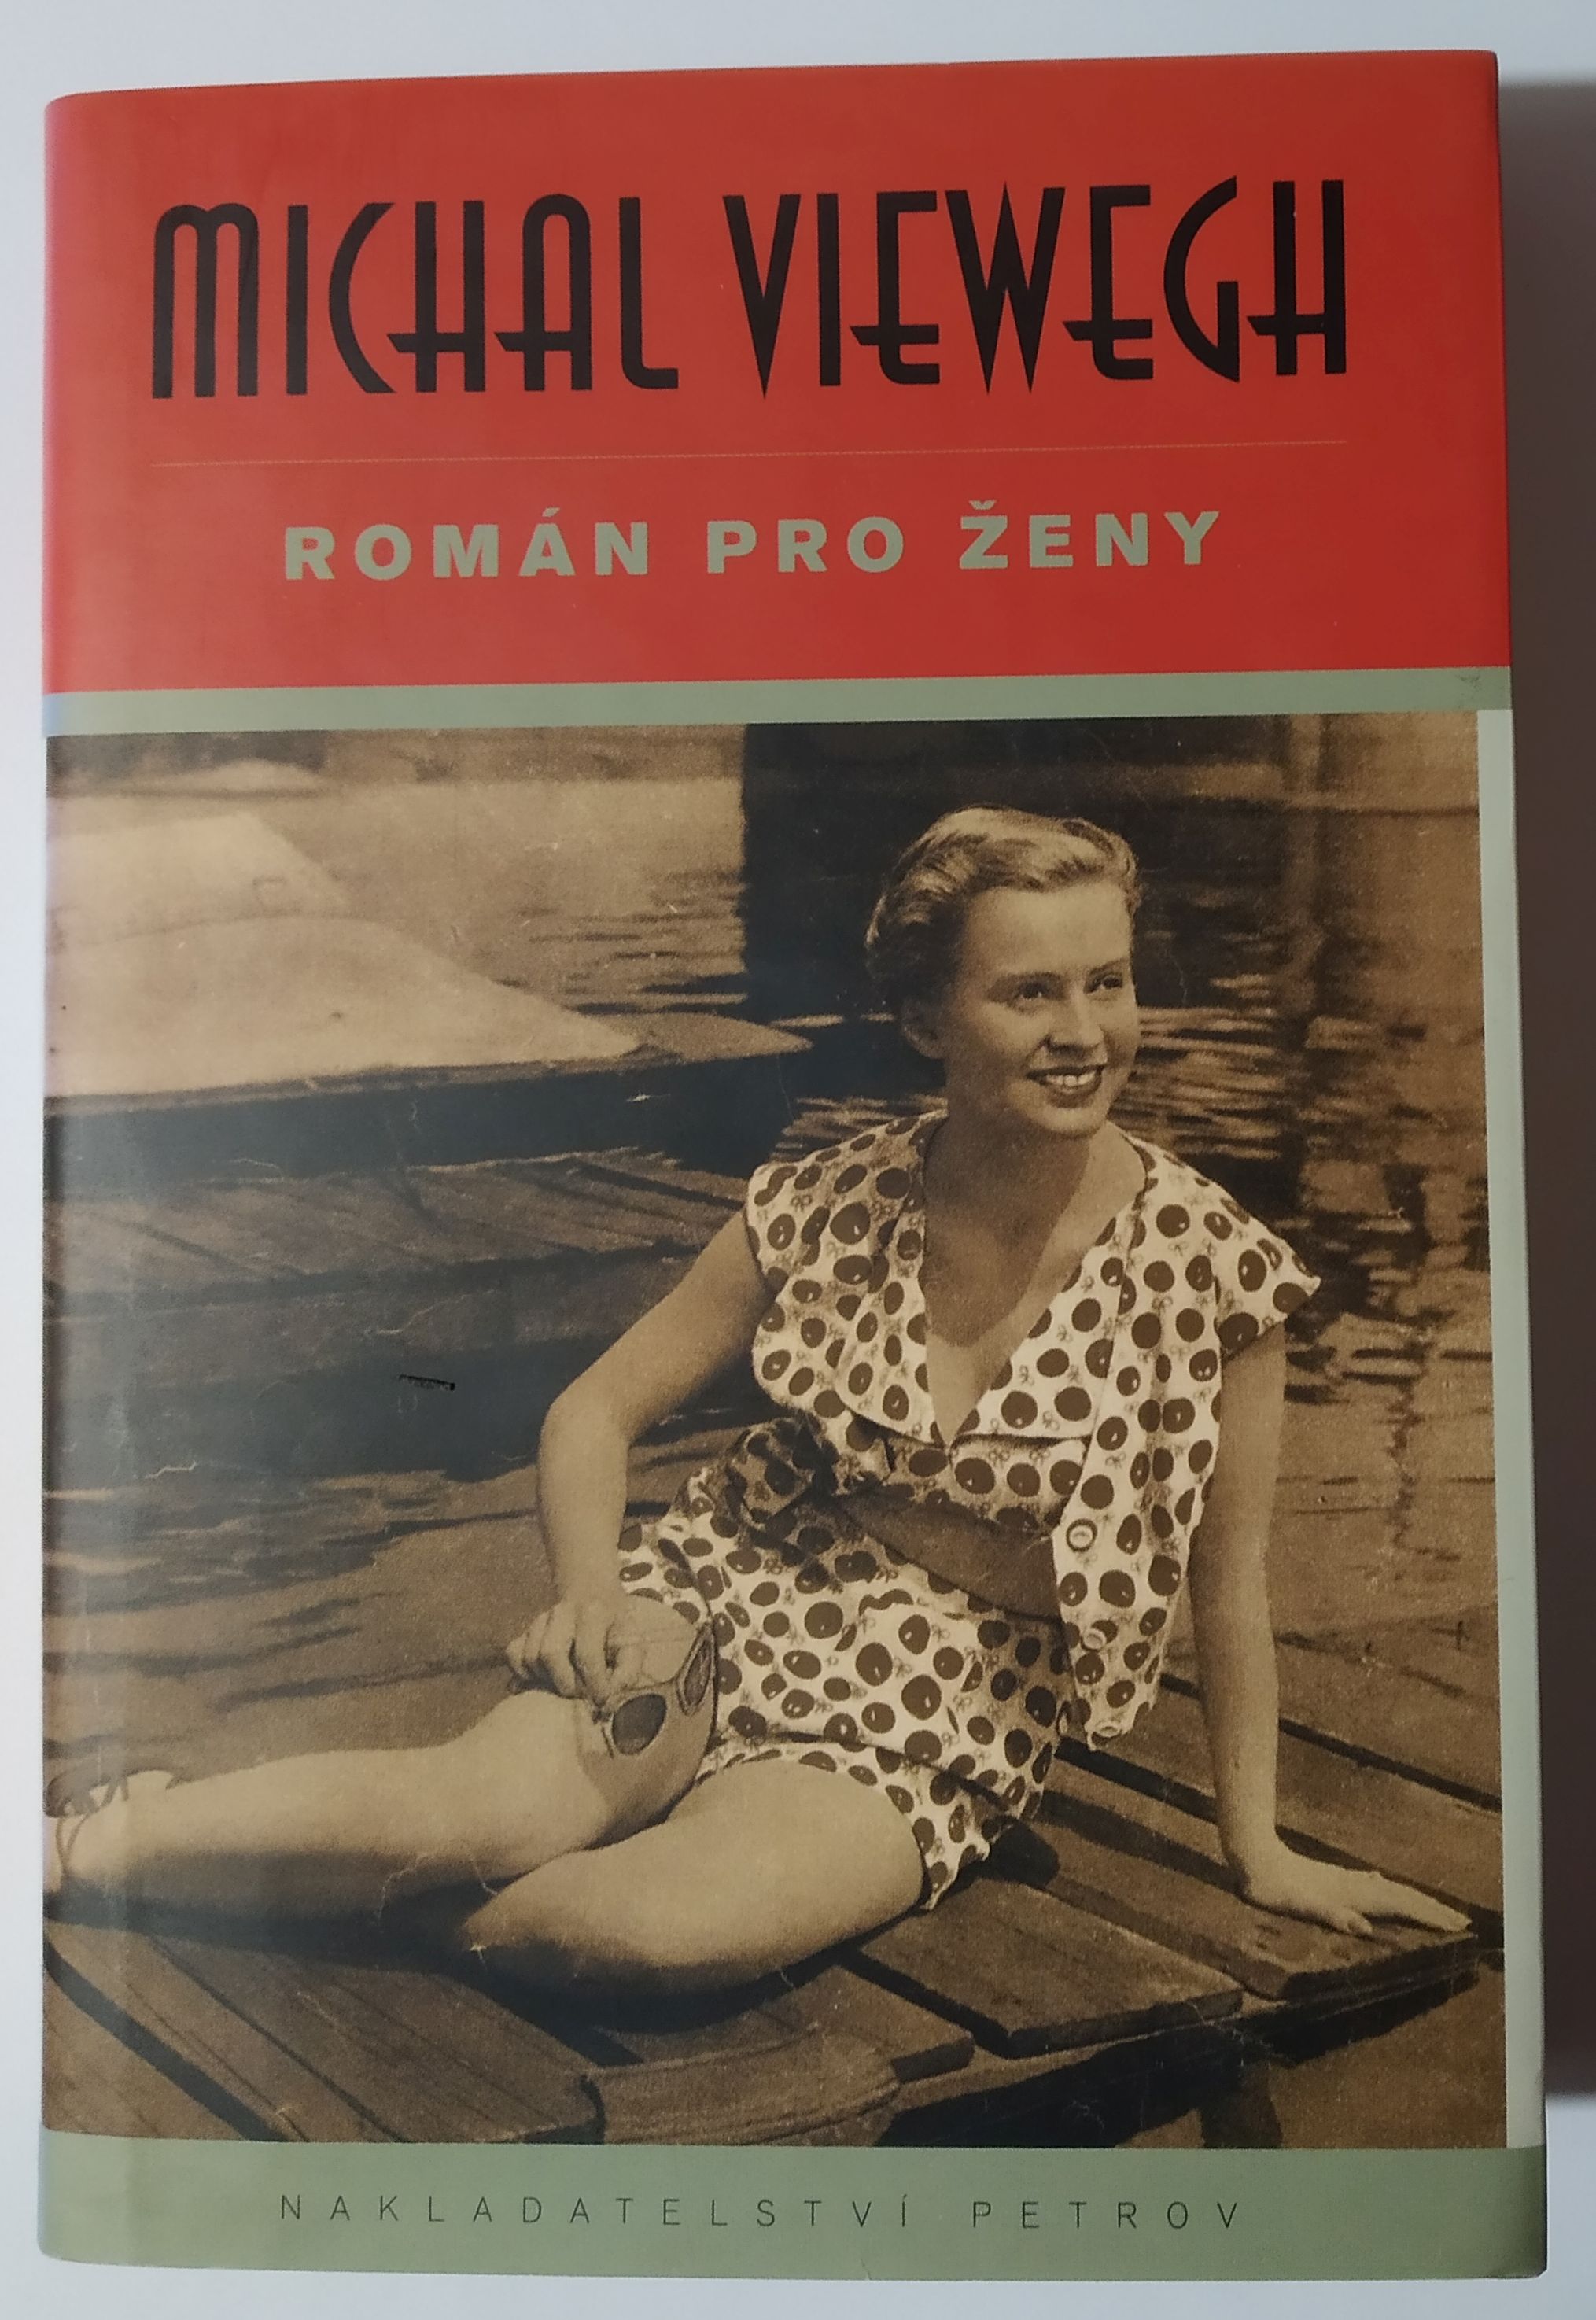 MICHAL VIEWEGH
ROMÁN PRO ŽENY
NAKLADATELSTVÍ PETROV